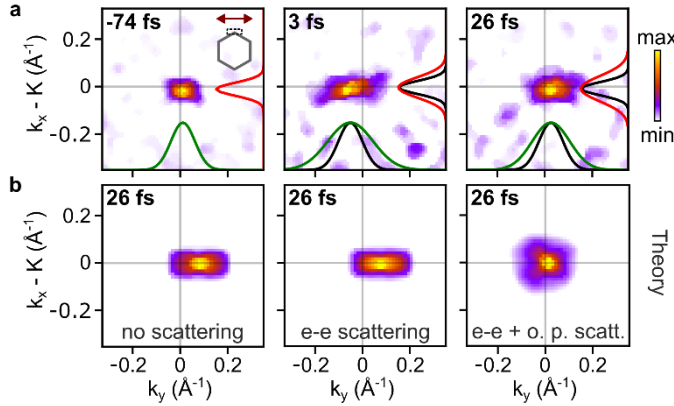 a
-74 fs
3 fs
26 fs
kₓ - K (Å⁻¹)
0.2
0
-0.2
max
min
b
26 fs
26 fs
26 fs
kₓ - K (Å⁻¹)
0.2
0
-0.2
no scattering
e-e scattering
e-e + o. p. scatt.
Theory
−0.2 0 0.2
−0.2 0 0.2
−0.2 0 0.2
k_y (Å⁻¹)
k_y (Å⁻¹)
k_y (Å⁻¹)